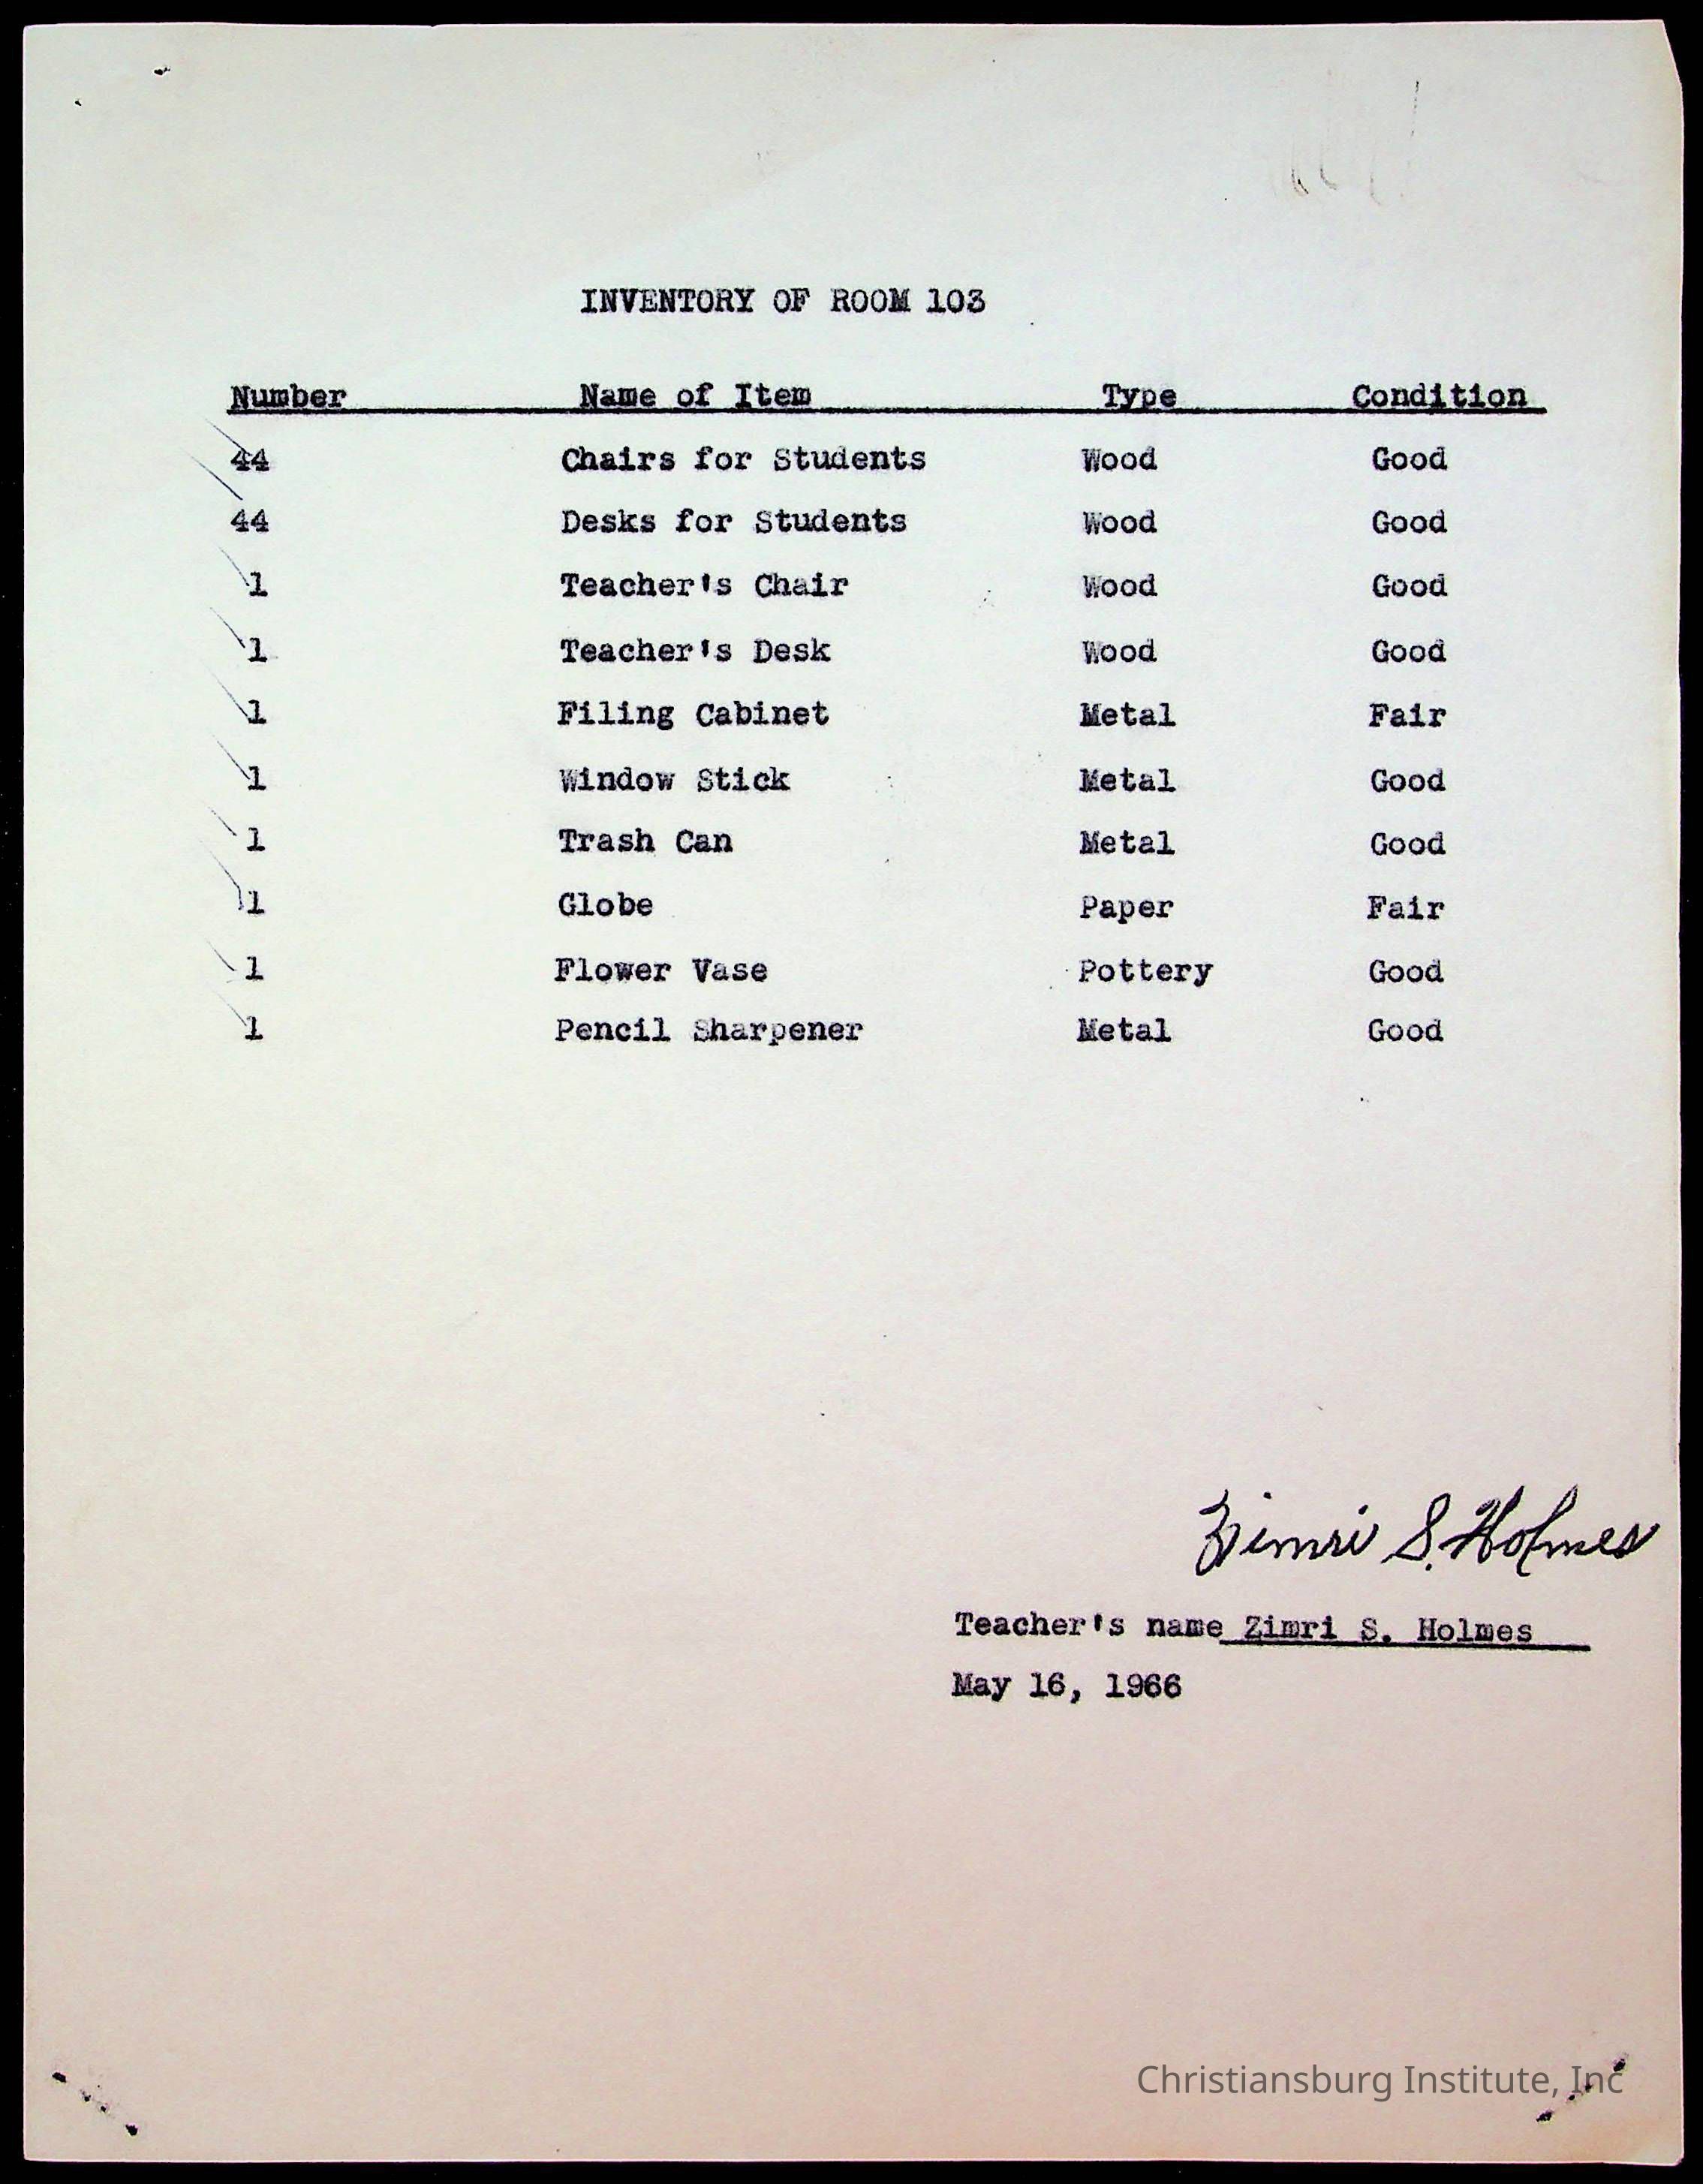 INVENTORY OF ROOM 103
Number Name of Item Type Condition
44 Chairs for Students Wood Good
44 Desks for Students Wood Good
1 Teacher's Chair Wood Good
1 Teacher's Desk Wood Good
1 Filing Cabinet Metal Fair
1 Window Stick Metal Good
1 Trash Can Metal Good
1 Globe Paper Fair
1 Flower Vase Pottery Good
1 Pencil Sharpener Metal Good
Zimri S. Holmes
Teacher's name Zimri S. Holmes
May 16, 1966
Christiansburg Institute, Inc